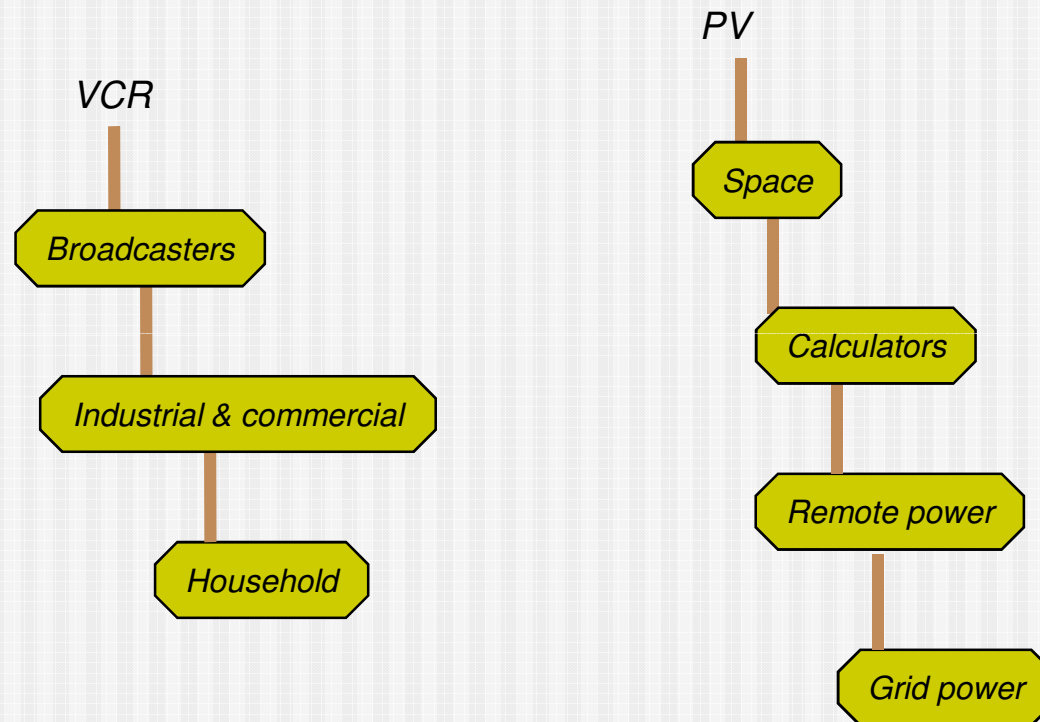 VCR
Broadcasters
Industrial & commercial
Household
PV
Space
Calculators
Remote power
Grid power